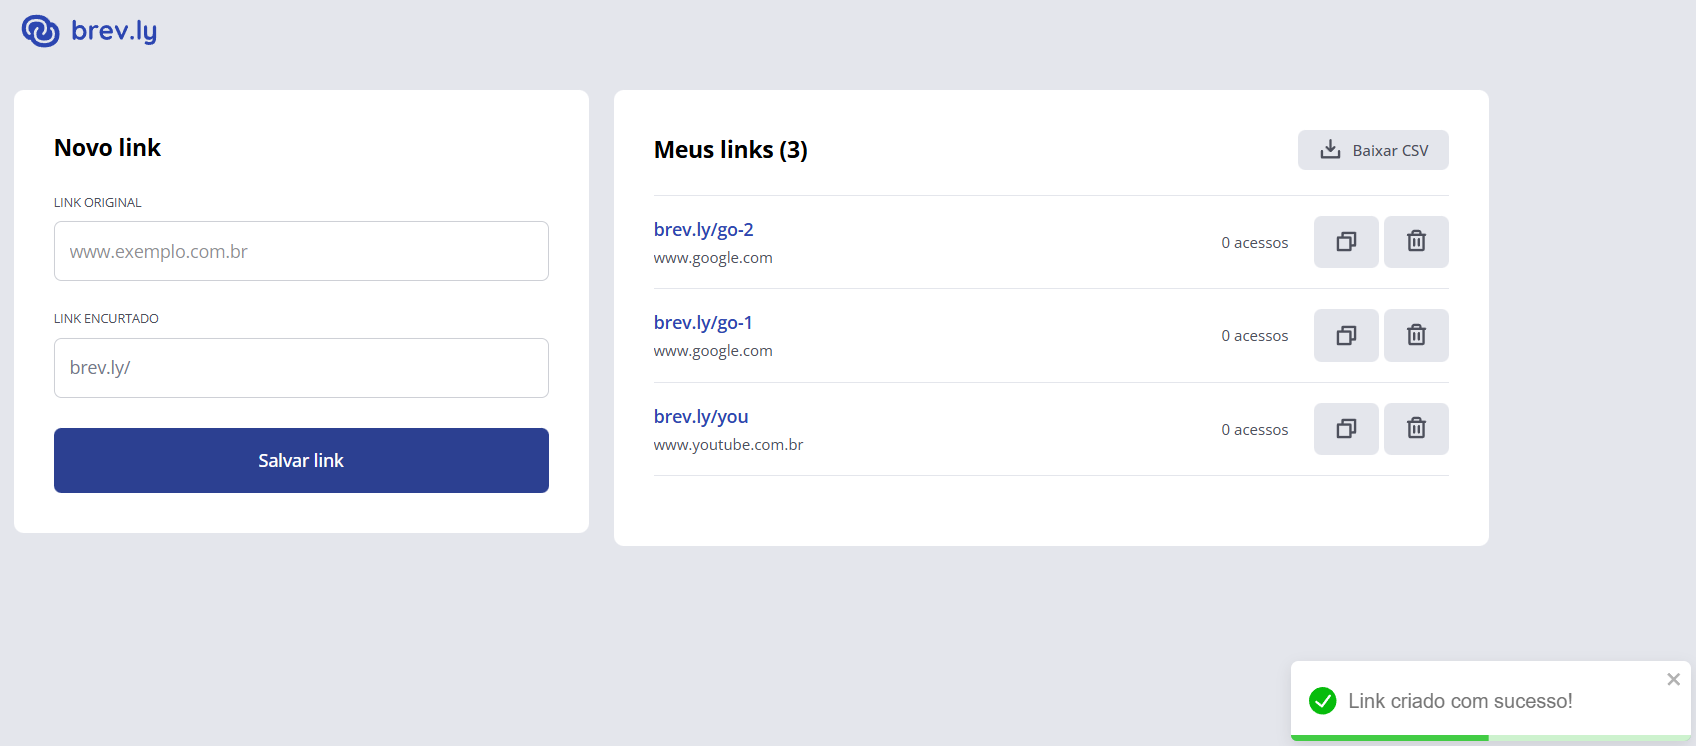 brev.ly
Novo link
LINK ORIGINAL
www.exemplo.com.br
LINK ENCURTADO
brev.ly/
Salvar link
Meus links (3)
Baixar CSV
brev.ly/go-2
www.google.com
0 acessos
brev.ly/go-1
www.google.com
0 acessos
brev.ly/you
www.youtube.com.br
0 acessos
Link criado com sucesso!